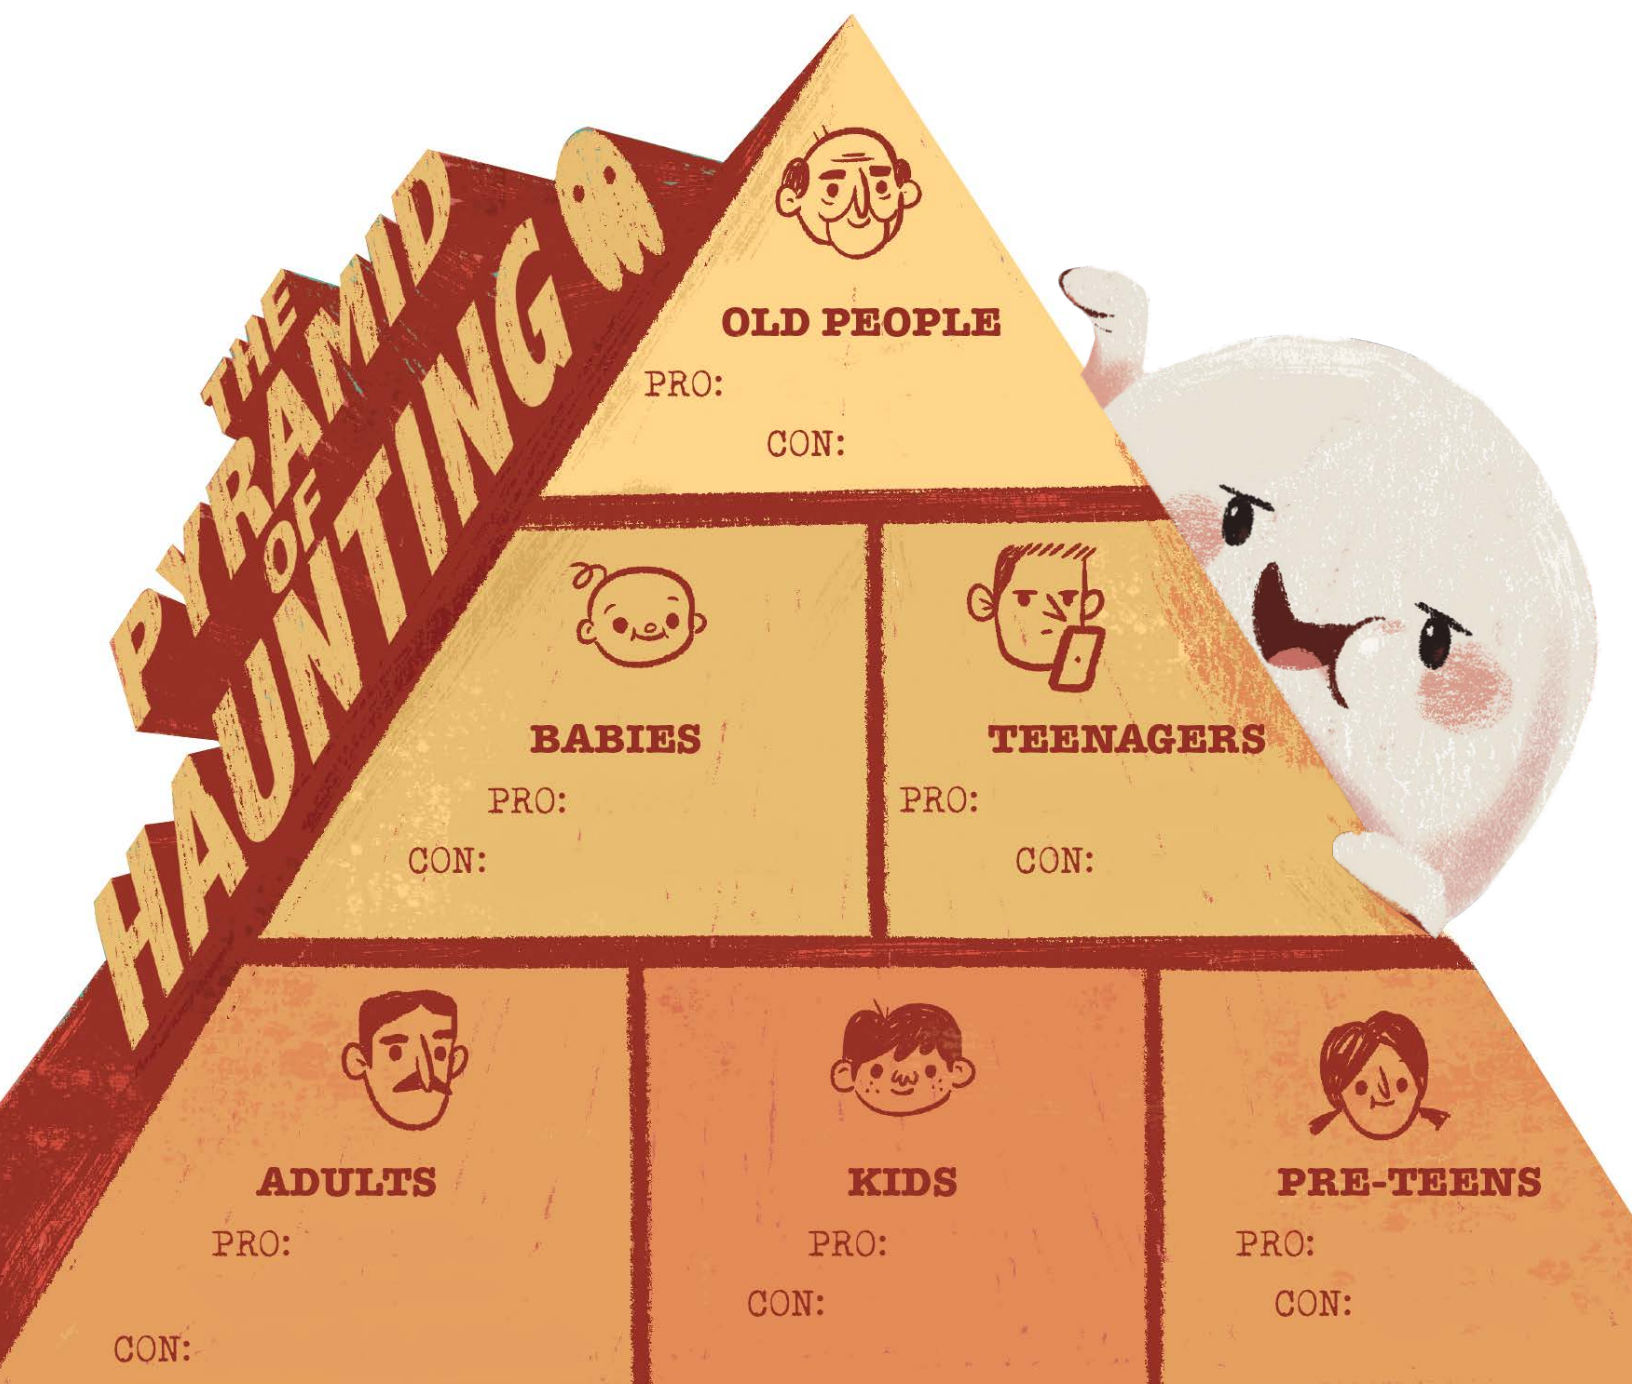 THE
PYRAMID
OF
HAUNTING
OLD PEOPLE
PRO:
CON:
BABIES
PRO:
CON:
TEENAGERS
PRO:
CON:
ADULTS
PRO:
CON:
KIDS
PRO:
CON:
PRE-TEENS
PRO:
CON: